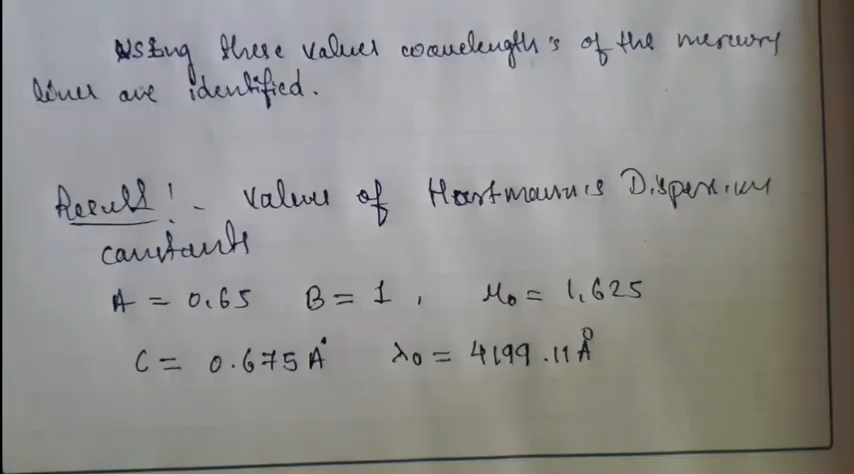 Using these values wavelength's of the mercury
lines are identified.
Result :- Values of Hartmann's Dispersion
constants
A = 0.65 B = 1 , μ₀ = 1.625
C = 0.675 Å λ₀ = 4199.11 Å